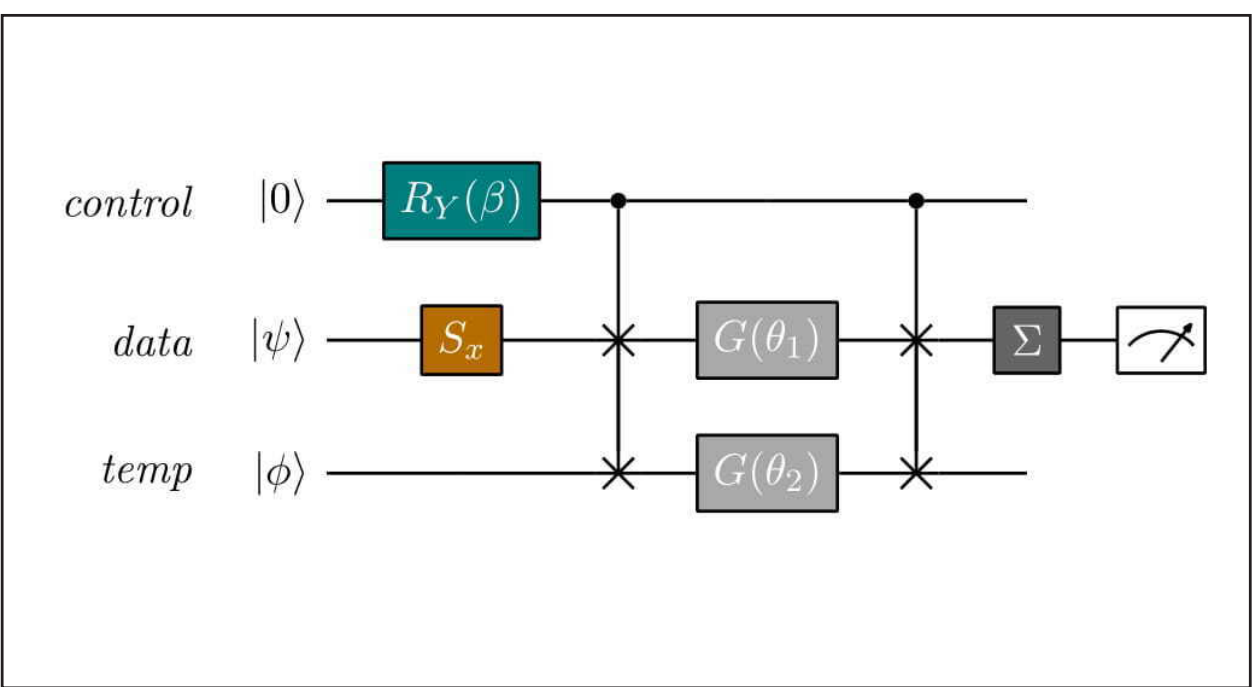 control |0⟩ R_Y(β)
data |ψ⟩ S_x G(θ_1) Σ
temp |ϕ⟩ G(θ_2)